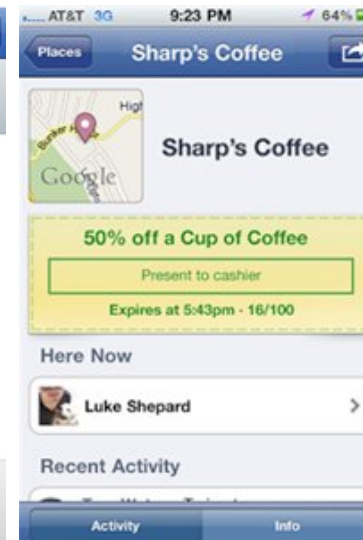 AT&T 3G 9:23 PM 64%
Places Sharp's Coffee
High
Google
Sharp's Coffee
50% off a Cup of Coffee
Present to cashier
Expires at 5:43pm - 16/100
Here Now
Luke Shepard
Recent Activity
Activity Info